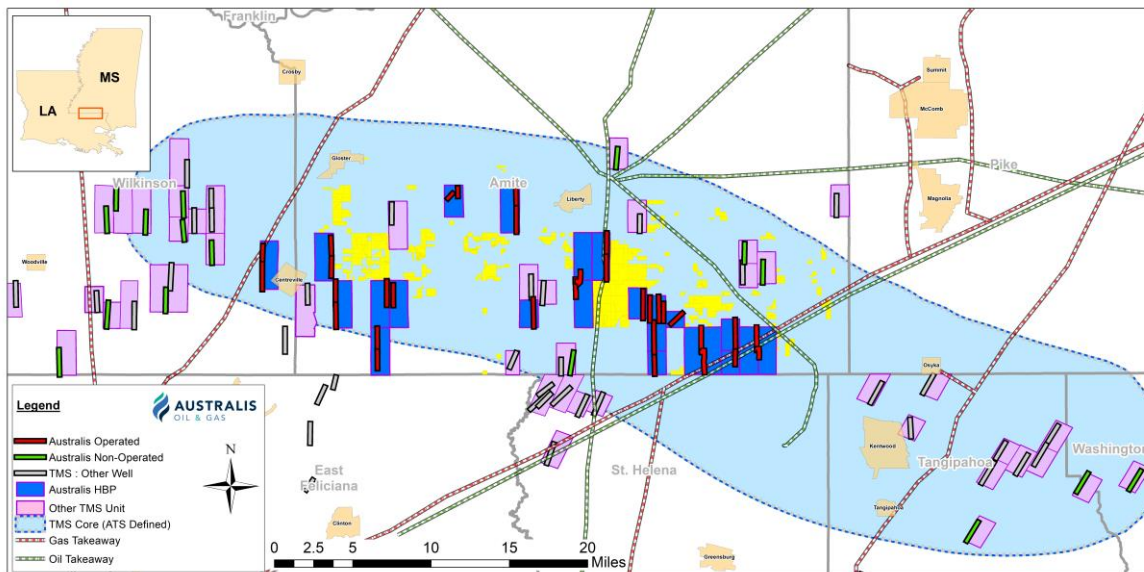 Franklin
MS
LA
Crosby
Summit
McComb
Gloster
Pike
Wilkinson
Amite
Liberty
Magnolia
Woodville
Centreville
Osyka
Legend
AUSTRALIS
OIL & GAS
Australis Operated
Australis Non-Operated
TMS : Other Well
Australis HBP
Other TMS Unit
TMS Core (ATS Defined)
Gas Takeaway
Oil Takeaway
N
East
Feliciana
St. Helena
Kentwood
Tangipahoa
Washington
Tangipahoa
Clinton
Greensburg
0 2.5 5 10 15 20
Miles